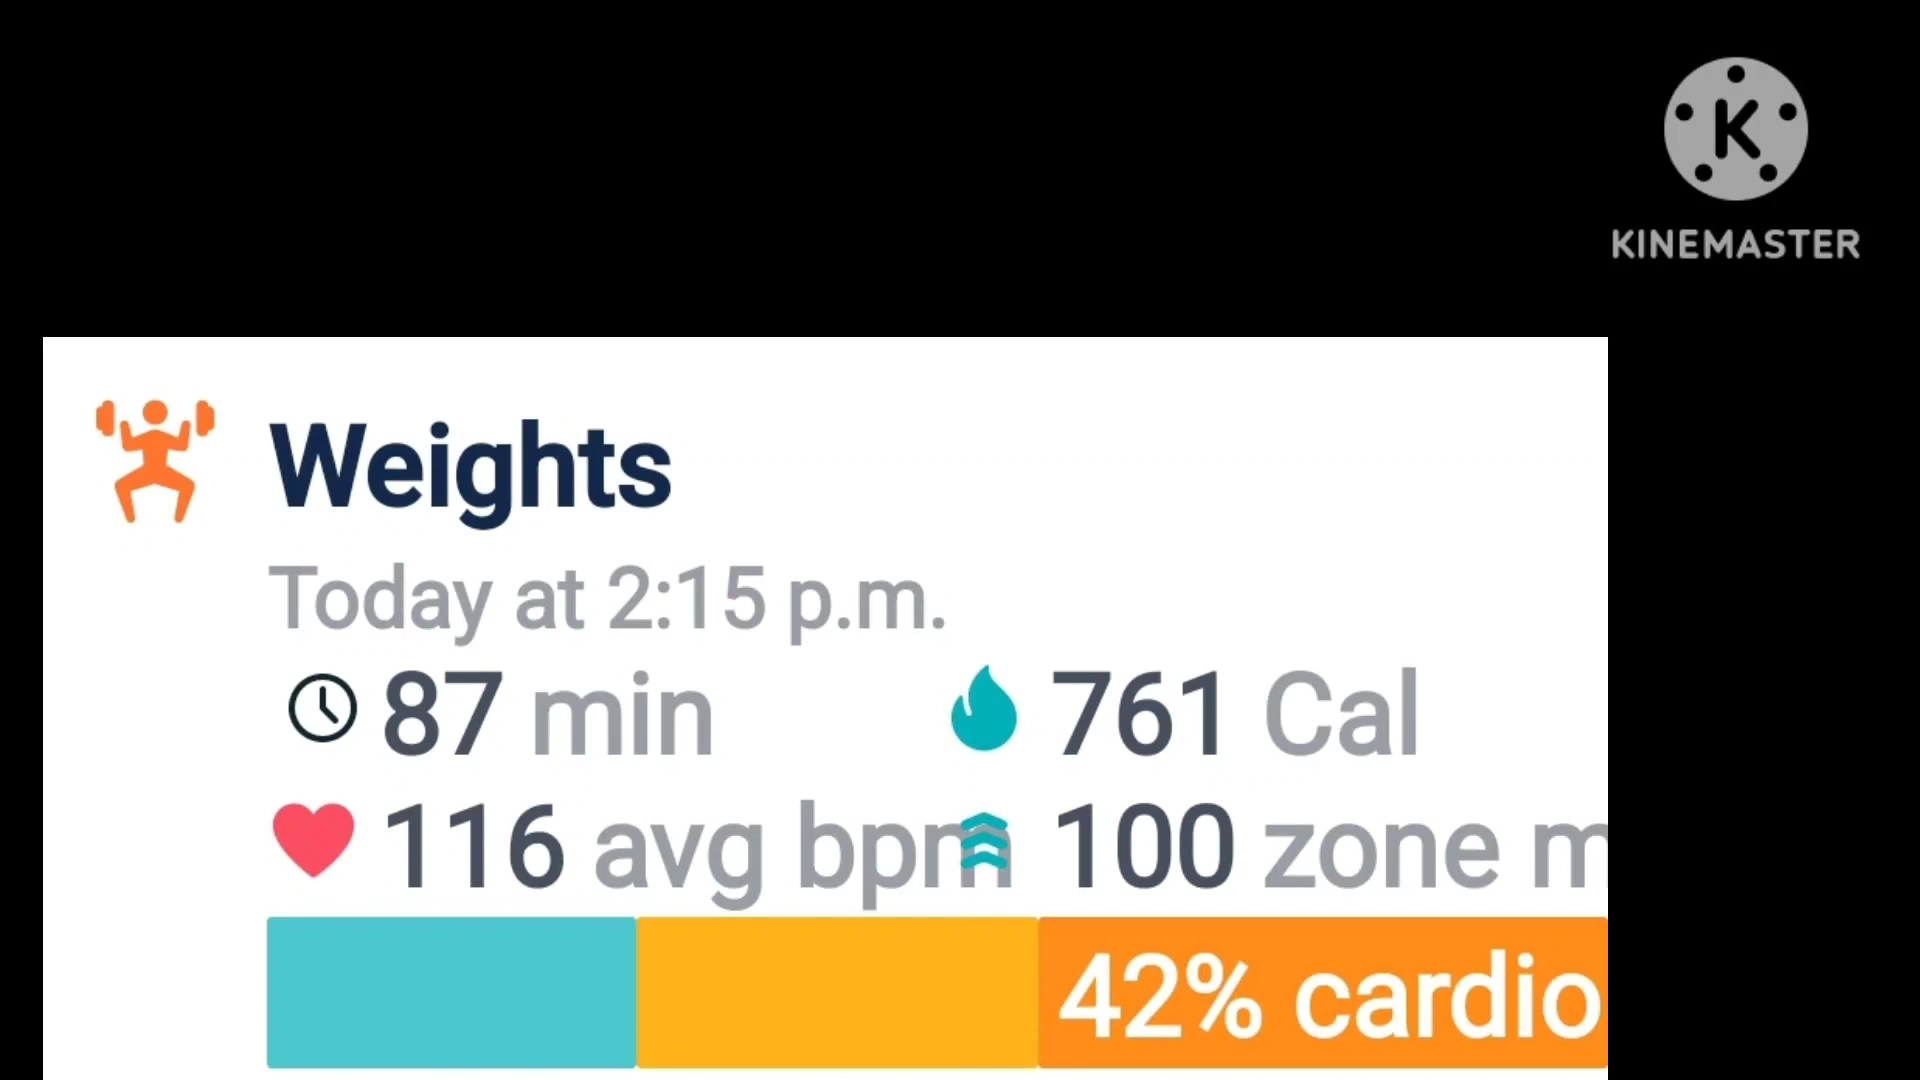 K
KINEMASTER
Weights
Today at 2:15 p.m.
87 min 761 Cal
116 avg bpm 100 zone m
42% cardio